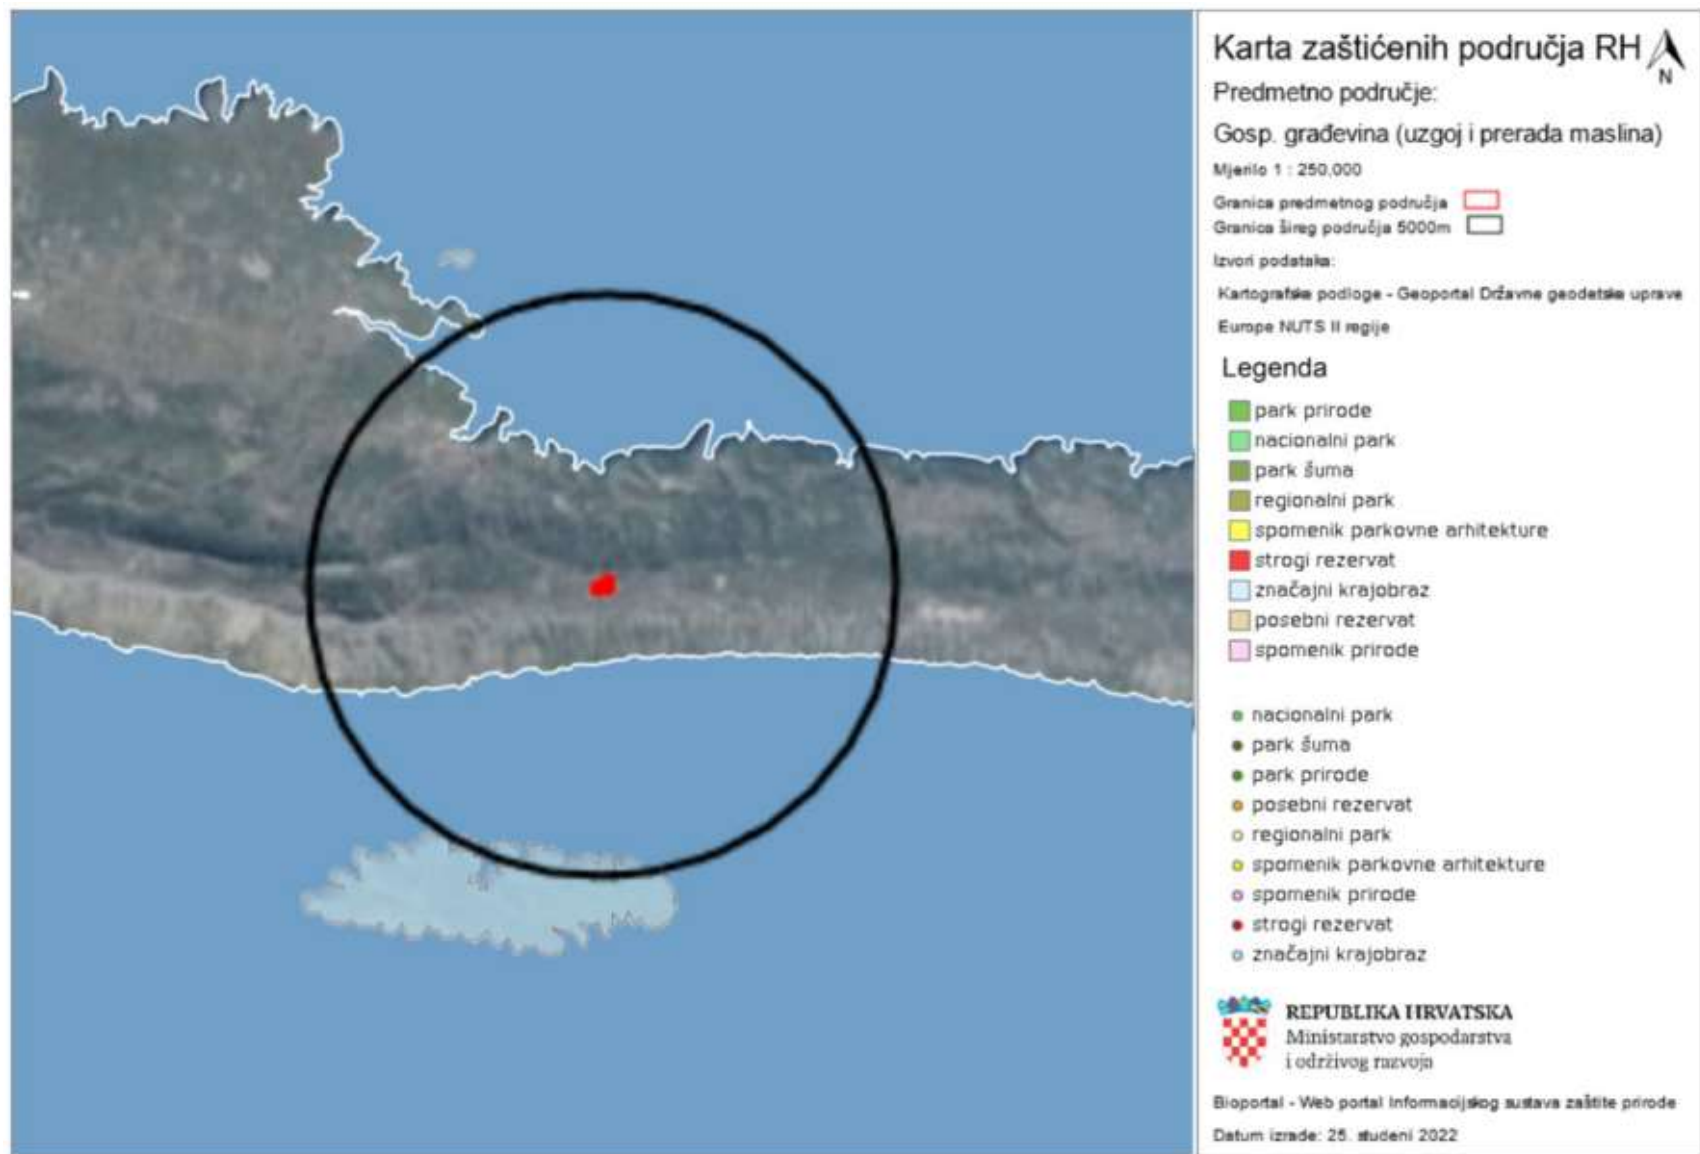 Karta zaštićenih područja RH
N
Predmetno područje:
Gosp. građevina (uzgoj i prerada maslina)
Mjerilo 1 : 250,000
Granica predmetnog područja
Granica šireg područja 5000m
Izvori podataka:
Kartografske podloge - Geoportal Državne geodetske uprave
Europe NUTS II regije
Legenda
park prirode
nacionalni park
park šuma
regionalni park
spomenik parkovne arhitekture
strogi rezervat
značajni krajobraz
posebni rezervat
spomenik prirode
nacionalni park
park šuma
park prirode
posebni rezervat
regionalni park
spomenik parkovne arhitekture
spomenik prirode
strogi rezervat
značajni krajobraz
REPUBLIKA HRVATSKA
Ministarstvo gospodarstva
i održivog razvoja
Bioportal - Web portal Informacijskog sustava zaštite prirode
Datum izrade: 25. studeni 2022